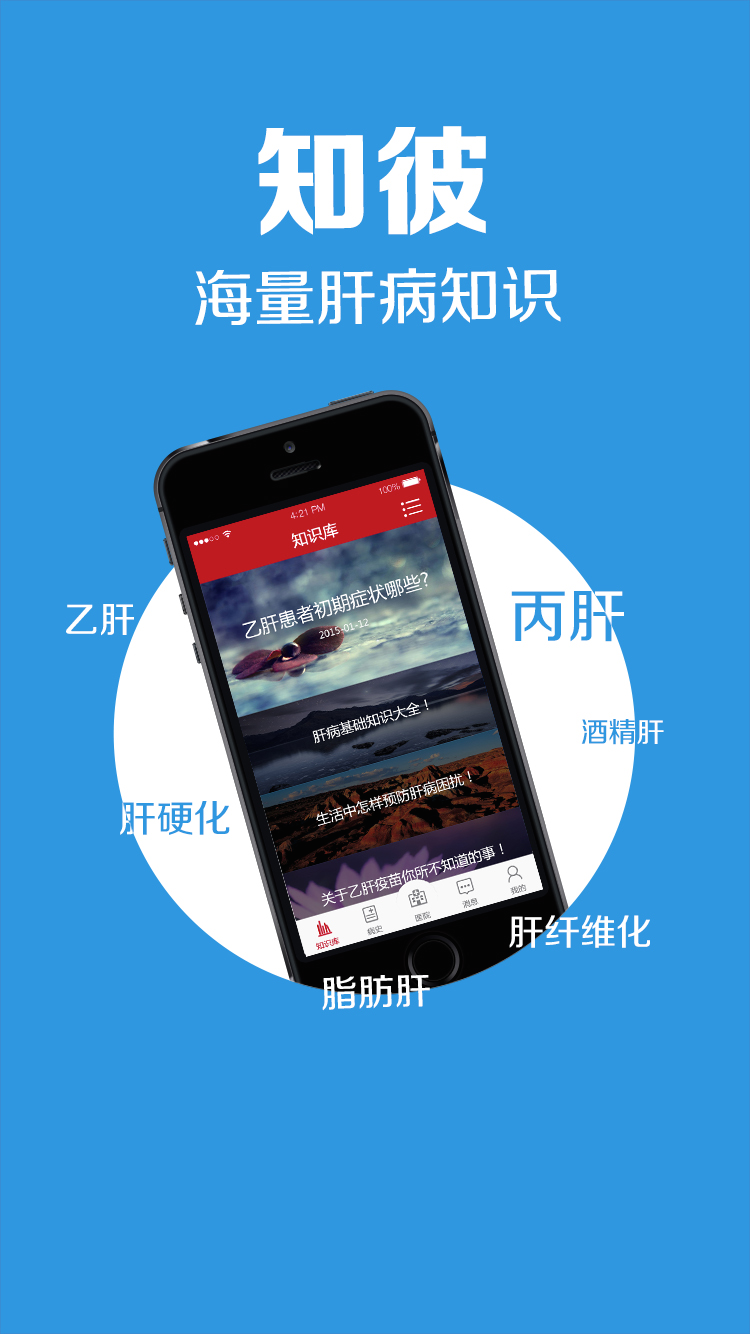 知彼
海量肝病知识
4:21 PM
100%
知识库
乙肝患者初期症状哪些?
2015-01-12
肝病基础知识大全！
生活中怎样预防肝病困扰！
关于乙肝疫苗你所不知道的事！
知识库
病史
医院
消息
我的
乙肝
丙肝
酒精肝
肝硬化
肝纤维化
脂肪肝